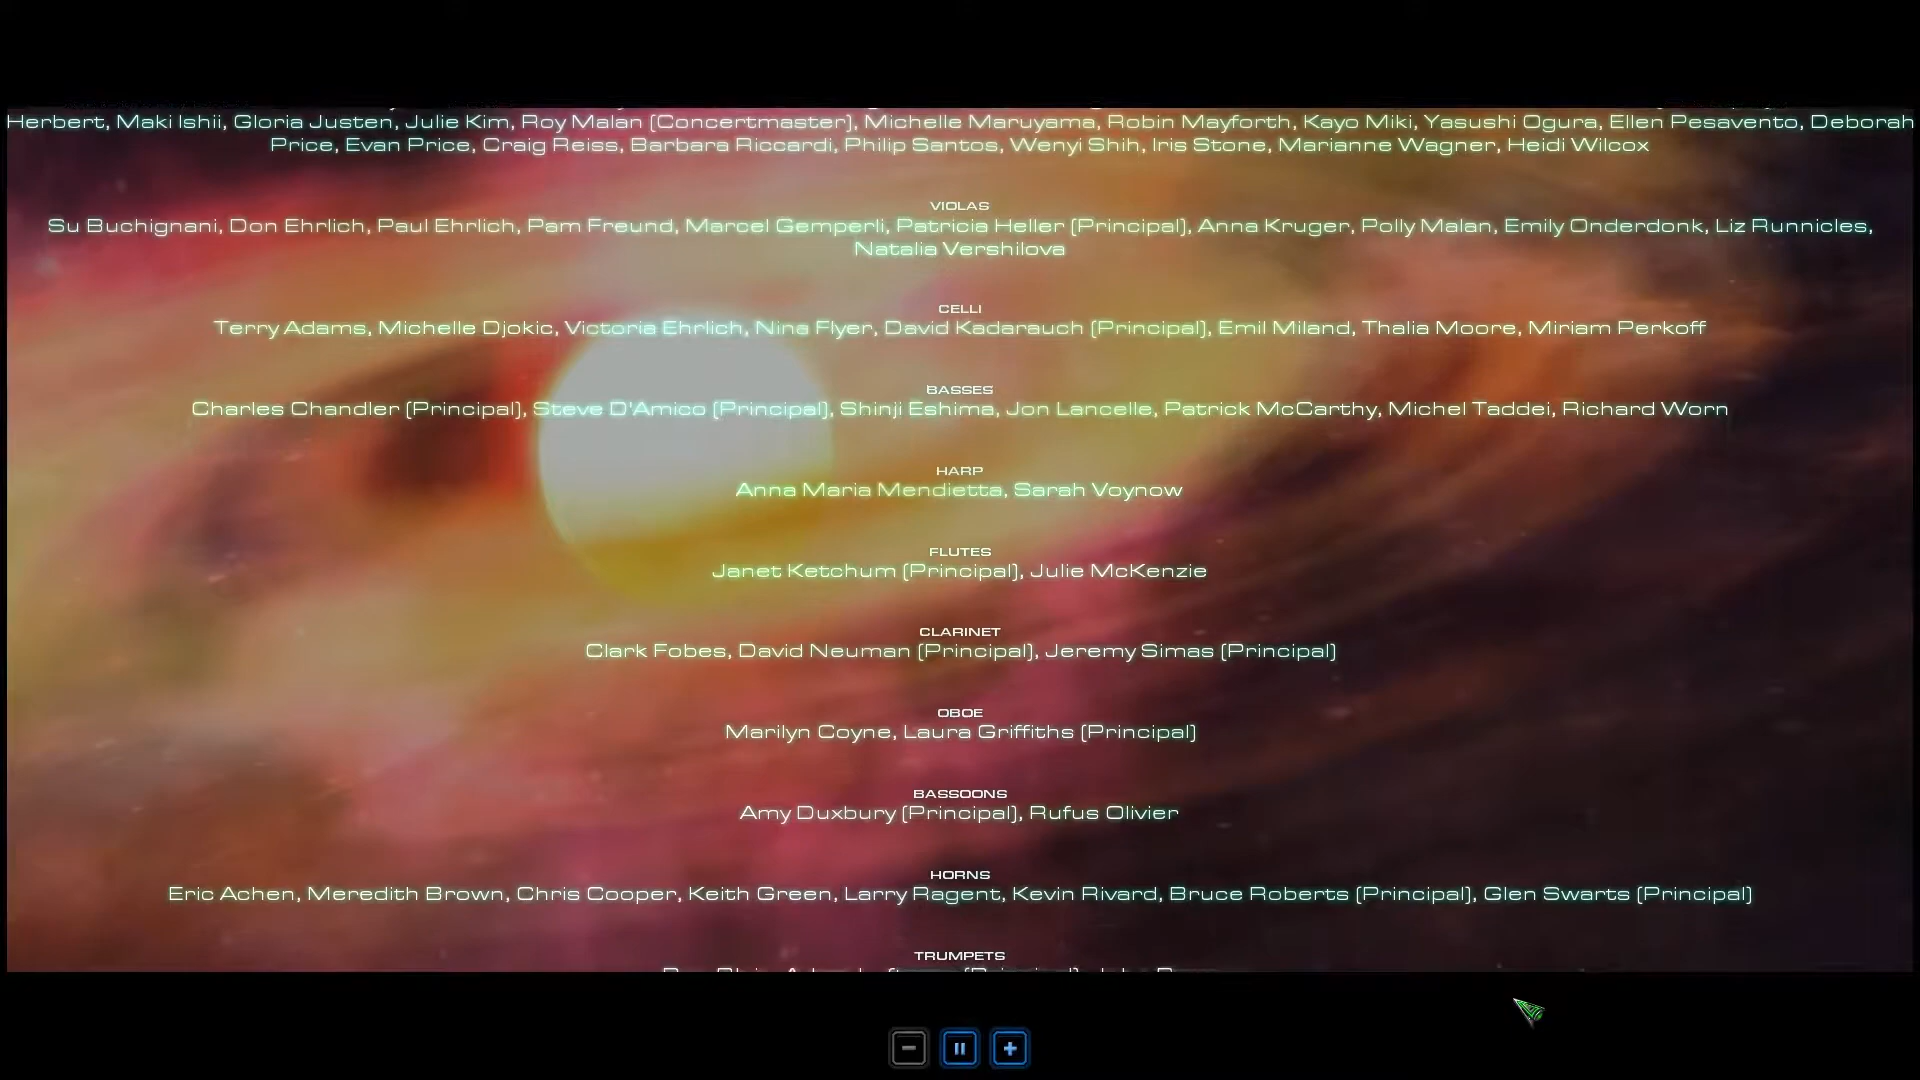 Herbert, Maki Ishii, Gloria Justen, Julie Kim, Roy Malan (Concertmaster), Michelle Maruyama, Robin Mayforth, Kayo Miki, Yasushi Ogura, Ellen Pesavento, Deborah
Price, Evan Price, Craig Reiss, Barbara Riccardi, Philip Santos, Wenyi Shih, Iris Stone, Marianne Wagner, Heidi Wilcox
VIOLAS
Su Buchignani, Don Ehrlich, Paul Ehrlich, Pam Freund, Marcel Gemperli, Patricia Heller (Principal), Anna Kruger, Polly Malan, Emily Onderdonk, Liz Runnicles,
Natalia Vershilova
CELLI
Terry Adams, Michelle Djokic, Victoria Ehrlich, Nina Flyer, David Kadarauch (Principal), Emil Miland, Thalia Moore, Miriam Perkoff
BASSES
Charles Chandler (Principal), Steve D'Amico (Principal), Shinji Eshima, Jon Lancelle, Patrick McCarthy, Michel Taddei, Richard Worn
HARP
Anna Maria Mendietta, Sarah Voynow
FLUTES
Janet Ketchum (Principal), Julie McKenzie
CLARINET
Clark Fobes, David Neuman (Principal), Jeremy Simas (Principal)
OBOE
Marilyn Coyne, Laura Griffiths (Principal)
BASSOONS
Amy Duxbury (Principal), Rufus Olivier
HORNS
Eric Achen, Meredith Brown, Chris Cooper, Keith Green, Larry Ragent, Kevin Rivard, Bruce Roberts (Principal), Glen Swarts (Principal)
TRUMPETS